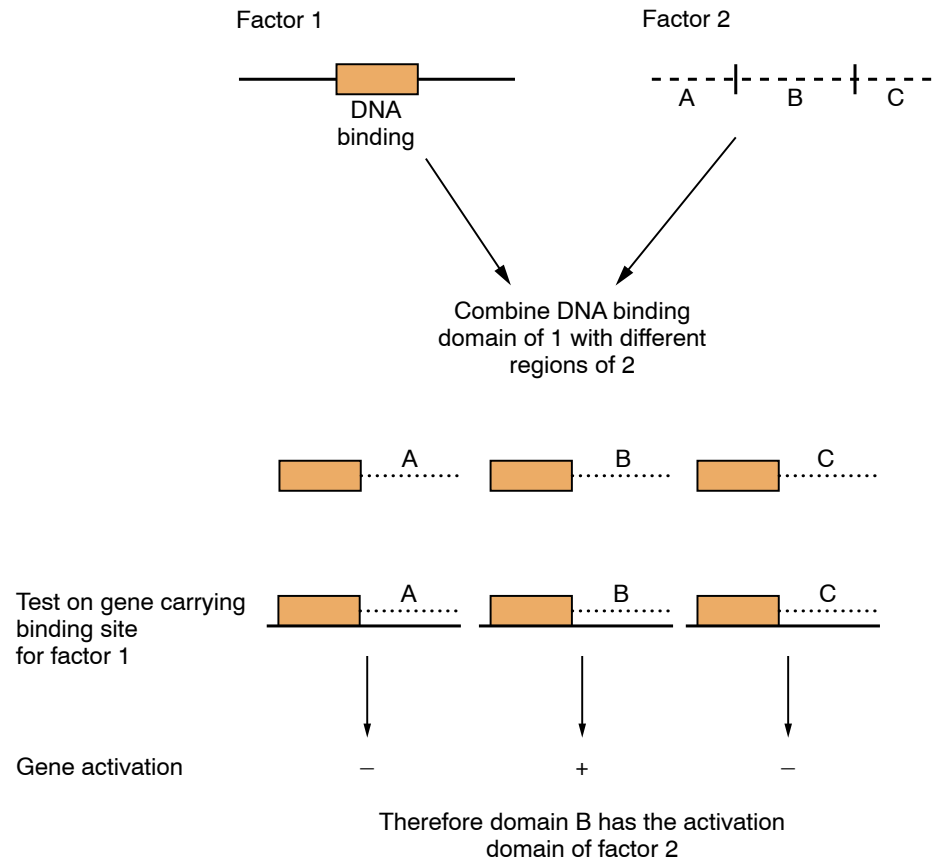 Factor 1
Factor 2
DNA
binding
A
B
C
Combine DNA binding
domain of 1 with different
regions of 2
A
B
C
Test on gene carrying
binding site
for factor 1
A
B
C
Gene activation
–
+
–
Therefore domain B has the activation
domain of factor 2